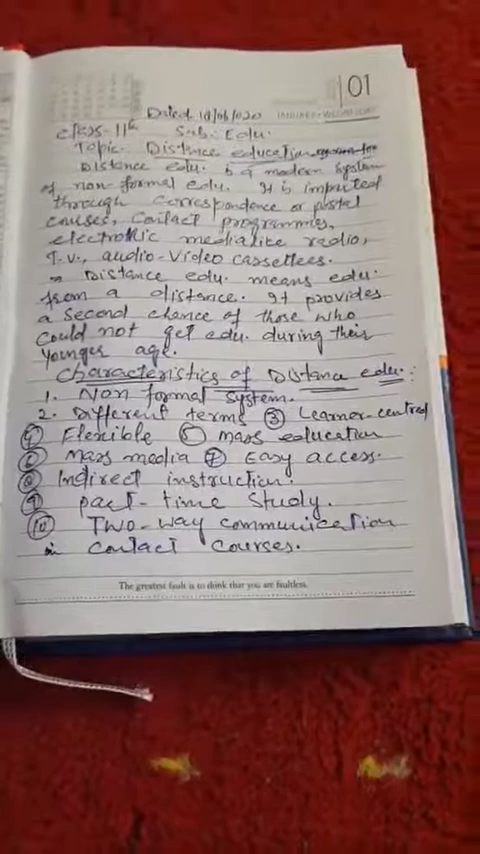 01
JANUARY • WEDNESDAY
Dated 18/06/2020
Class-11th Sub: Edu.
Topic. Distance education
Distance edu. is a modern system
of non formal edu. It is imparted
through correspondence or postal
courses, Contact programmes,
electronic media like radio,
T.V., audio-video cassettees.
Distance edu. means edu.
from a distance. It provides
a second chance of those who
could not get edu. during their
younger age.
Characteristics of Distance edu.:
1. Non formal system.
2. Different terms ③ Learner-centred
④ Flexible ⑤ mass education
⑥ Mass media ⑦ Easy access.
⑧ Indirect instruction.
⑨ part-time study.
⑩ Two-way communication
in contact courses.
The greatest fault is to think that you are faultless.